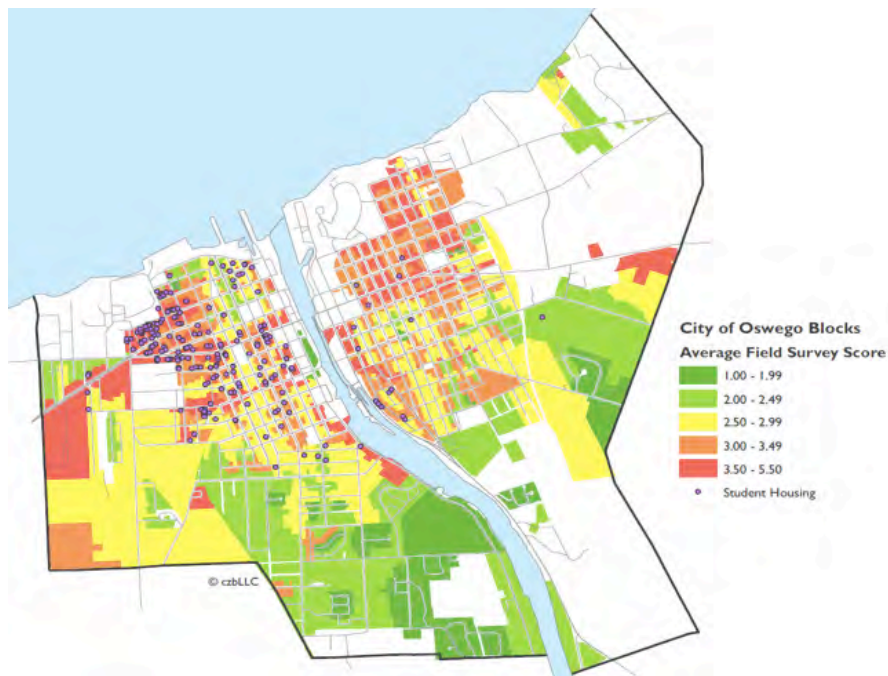 City of Oswego Blocks
Average Field Survey Score
1.00 - 1.99
2.00 - 2.49
2.50 - 2.99
3.00 - 3.49
3.50 - 5.50
Student Housing
© czbLLC